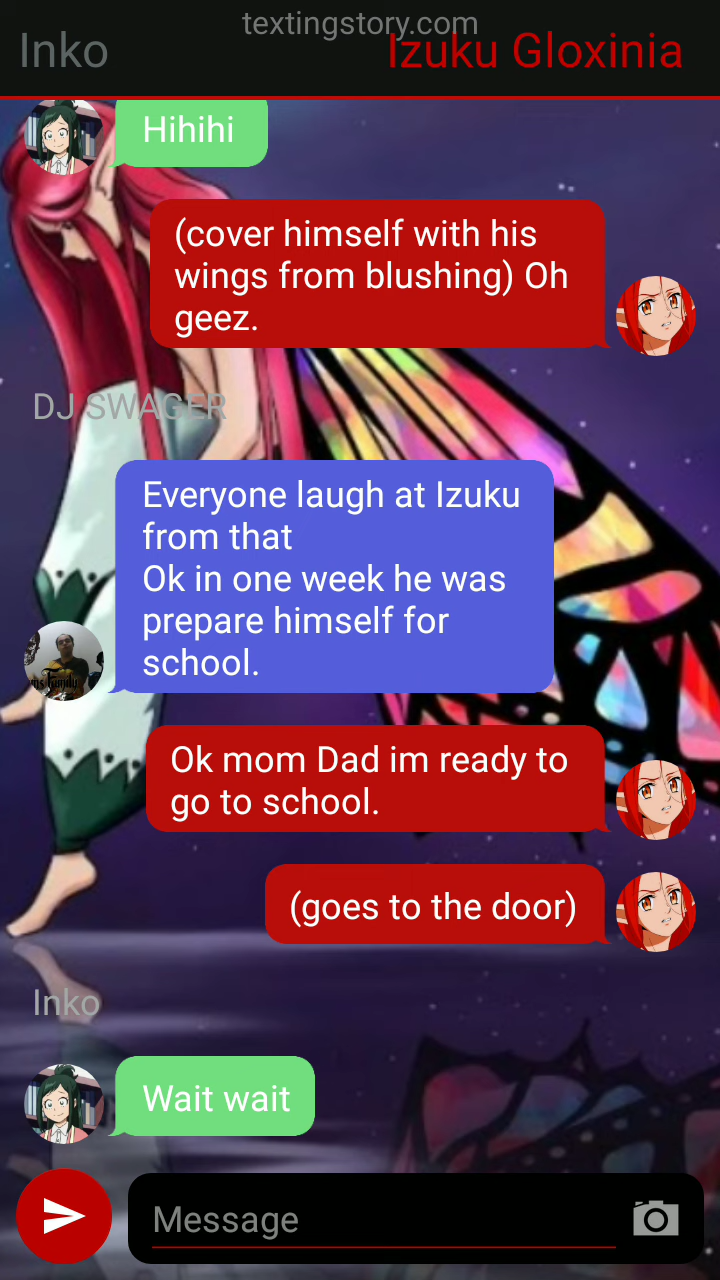 textingstory.com
Inko
Izuku Gloxinia
Hihihi
(cover himself with his
wings from blushing) Oh
geez.
DJ SWAGER
Everyone laugh at Izuku
from that
Ok in one week he was
prepare himself for
school.
Ok mom Dad im ready to
go to school.
(goes to the door)
Inko
Wait wait
Message